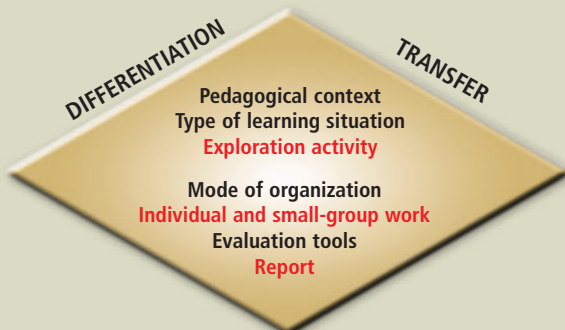 DIFFERENTIATION
TRANSFER
Pedagogical context
Type of learning situation
Exploration activity
Mode of organization
Individual and small-group work
Evaluation tools
Report